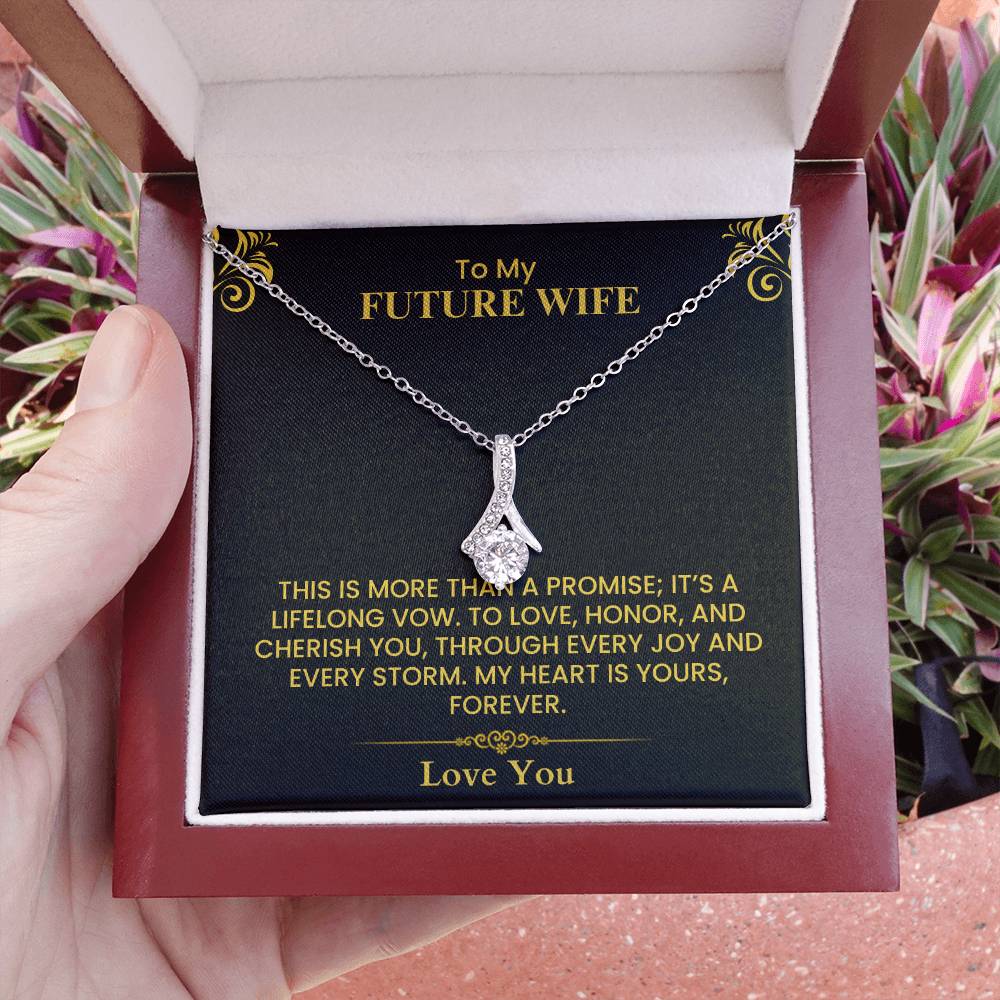 To My
FUTURE WIFE
THIS IS MORE THAN A PROMISE; IT’S A
LIFELONG VOW. TO LOVE, HONOR, AND
CHERISH YOU, THROUGH EVERY JOY AND
EVERY STORM. MY HEART IS YOURS,
FOREVER.
Love You